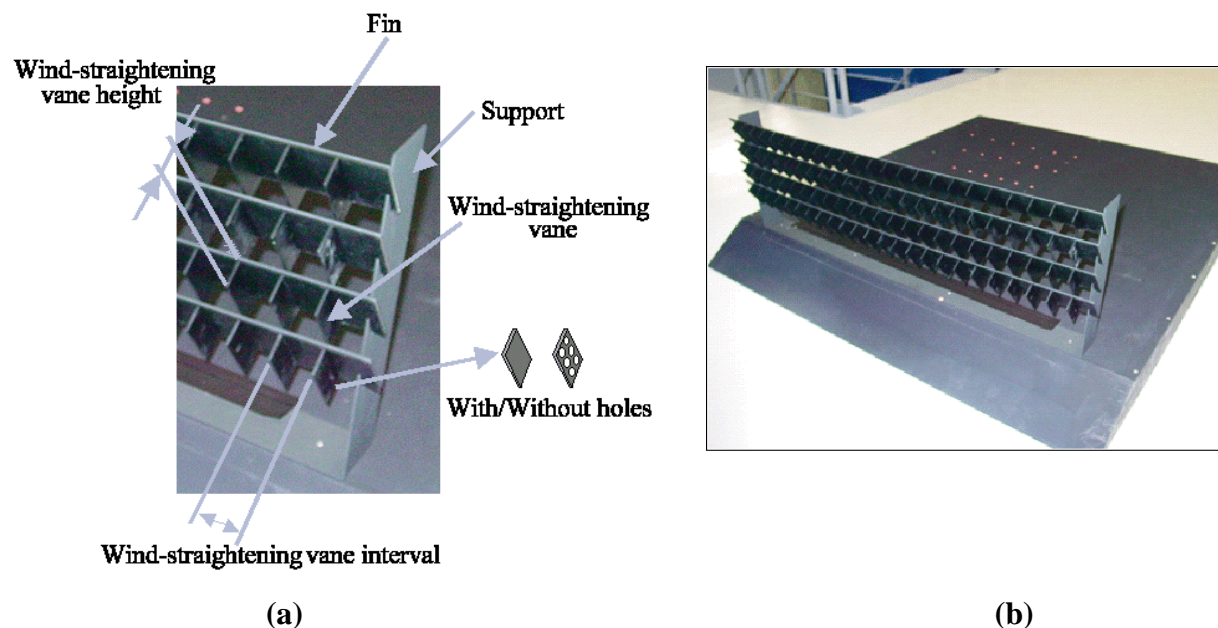 Fin
Wind-straightening
vane height
Support
Wind-straightening
vane
With/Without holes
Wind-straightening vane interval
(a)
(b)